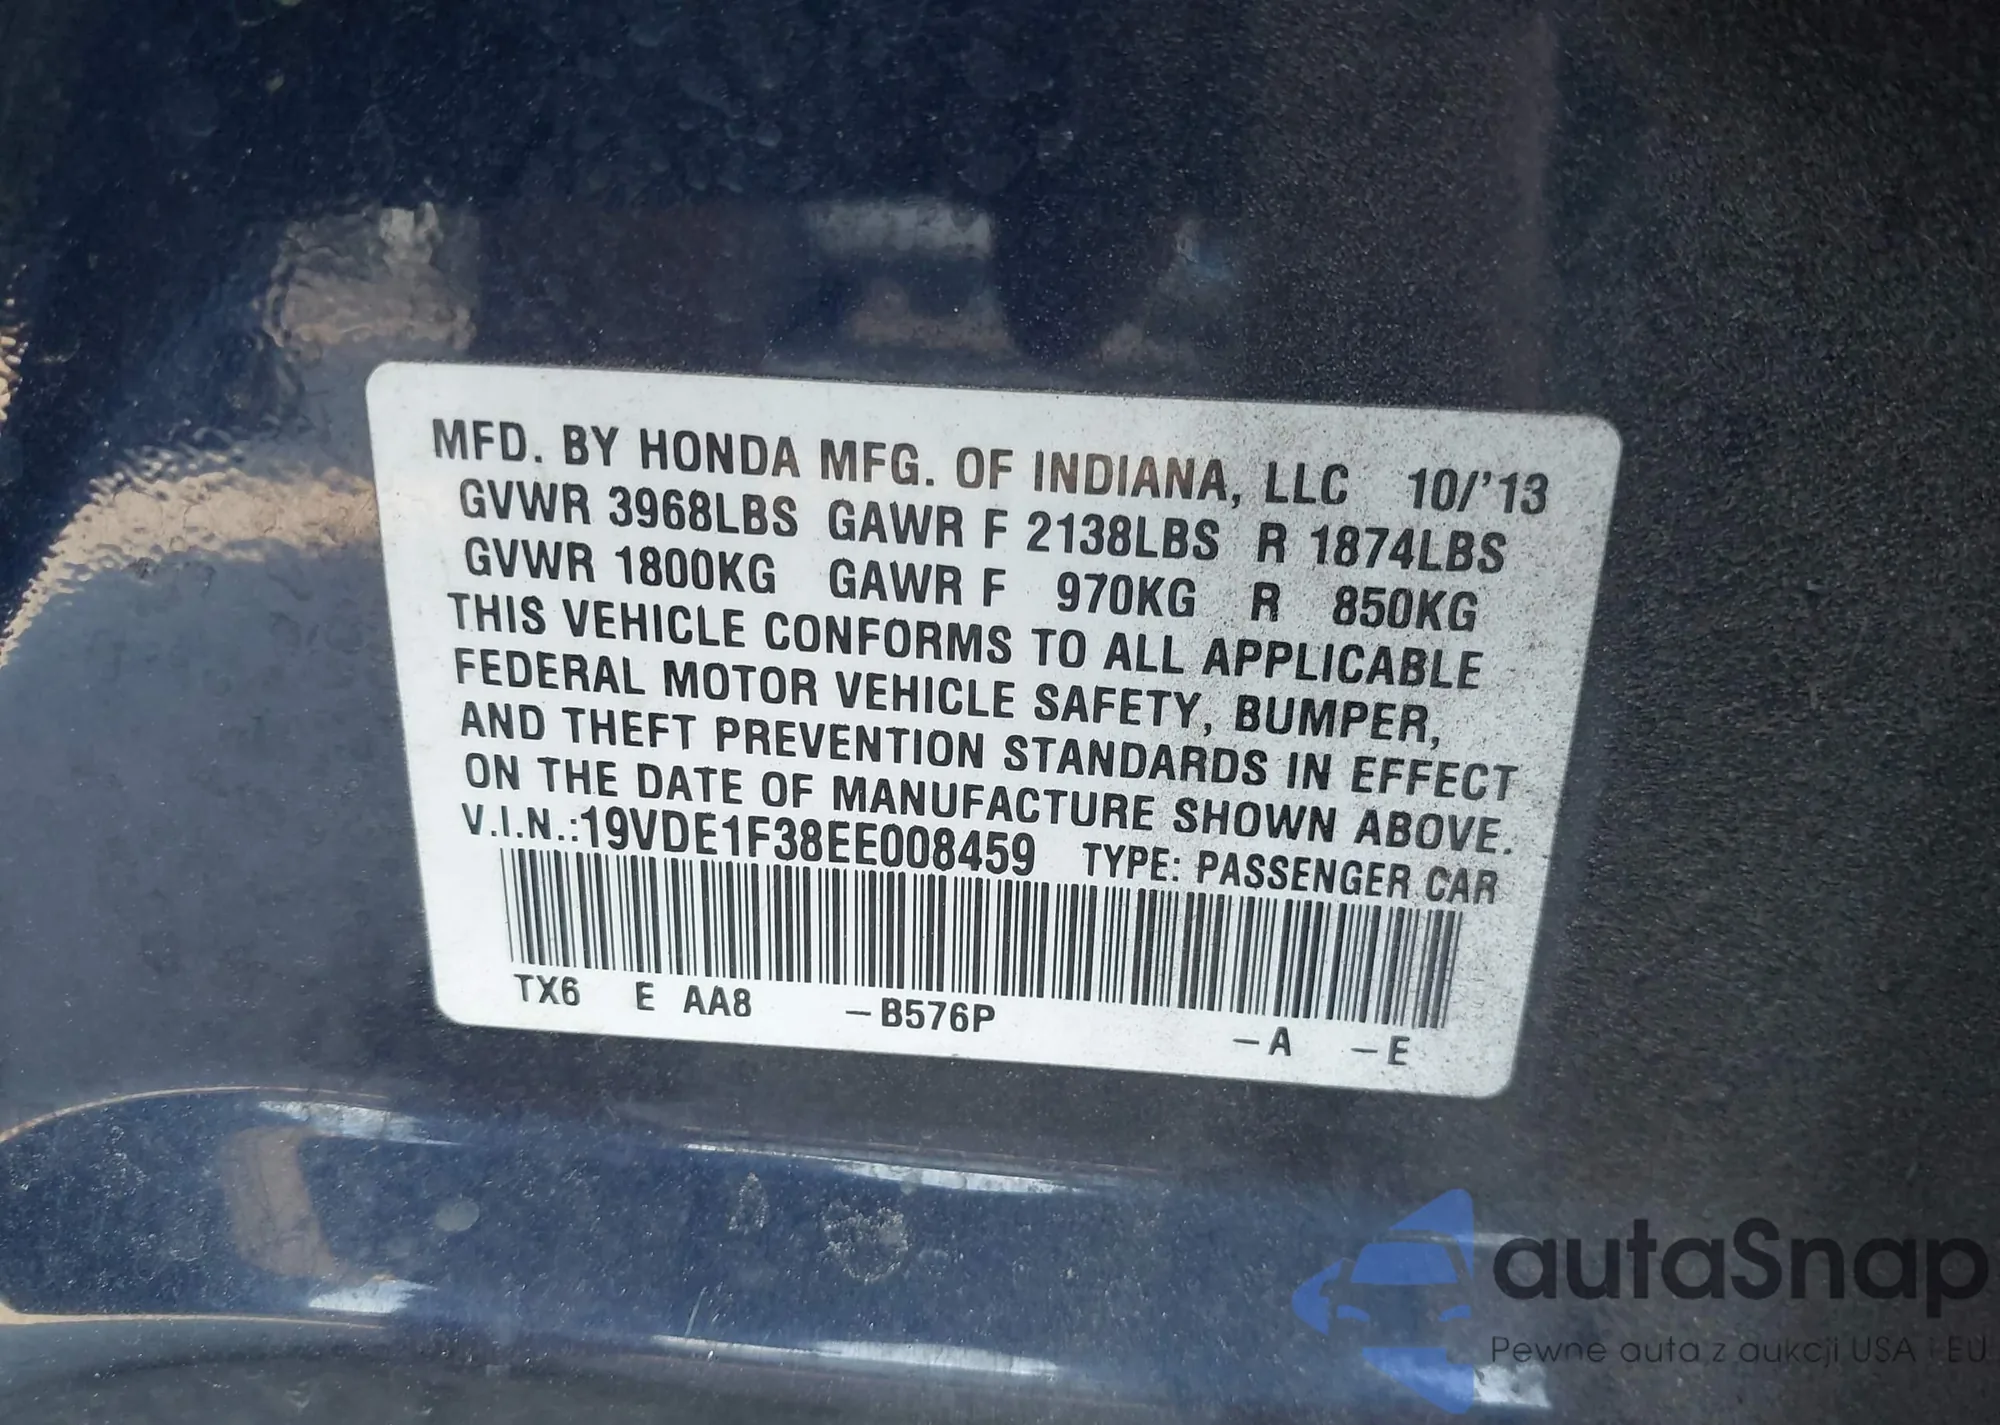 MFD. BY HONDA MFG. OF INDIANA, LLC 10/'13
GVWR 3968LBS GAWR F 2138LBS R 1874LBS
GVWR 1800KG GAWR F 970KG R 850KG
THIS VEHICLE CONFORMS TO ALL APPLICABLE
FEDERAL MOTOR VEHICLE SAFETY, BUMPER,
AND THEFT PREVENTION STANDARDS IN EFFECT
ON THE DATE OF MANUFACTURE SHOWN ABOVE.
V.I.N.:19VDE1F38EE008459 TYPE: PASSENGER CAR
TX6 E AA8 -B576P -A -E
autaSnap
Pewne auta z aukcji USA i EU